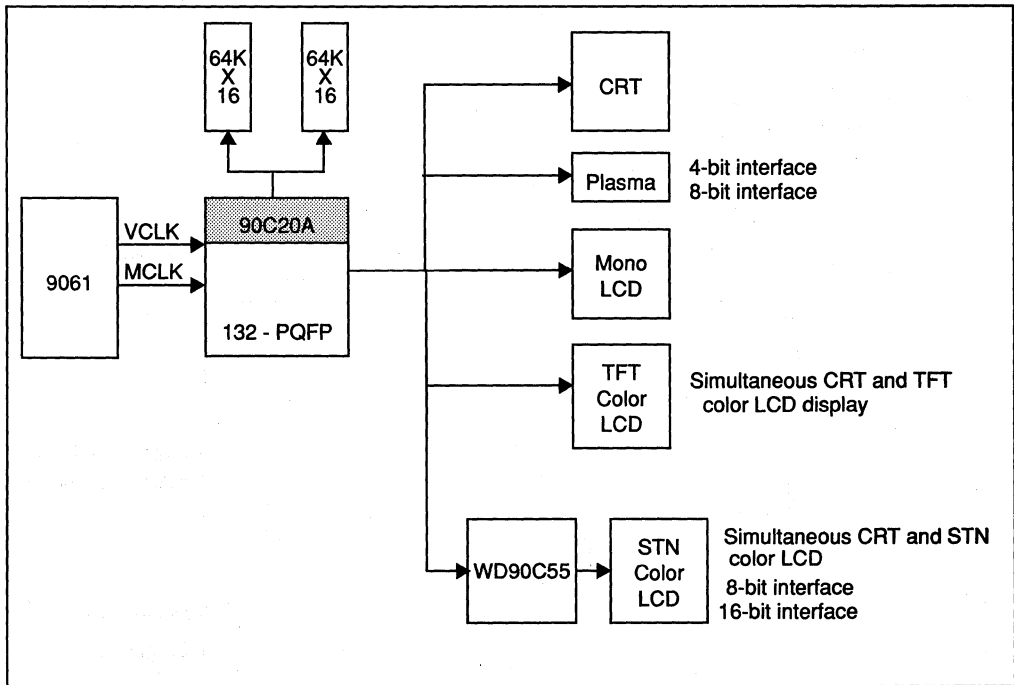 64K
X
16
64K
X
16
CRT
Plasma
4-bit interface
8-bit interface
90C20A
VCLK
MCLK
9061
132 - PQFP
Mono
LCD
TFT
Color
LCD
Simultaneous CRT and TFT
color LCD display
WD90C55
STN
Color
LCD
Simultaneous CRT and STN
color LCD
8-bit interface
16-bit interface